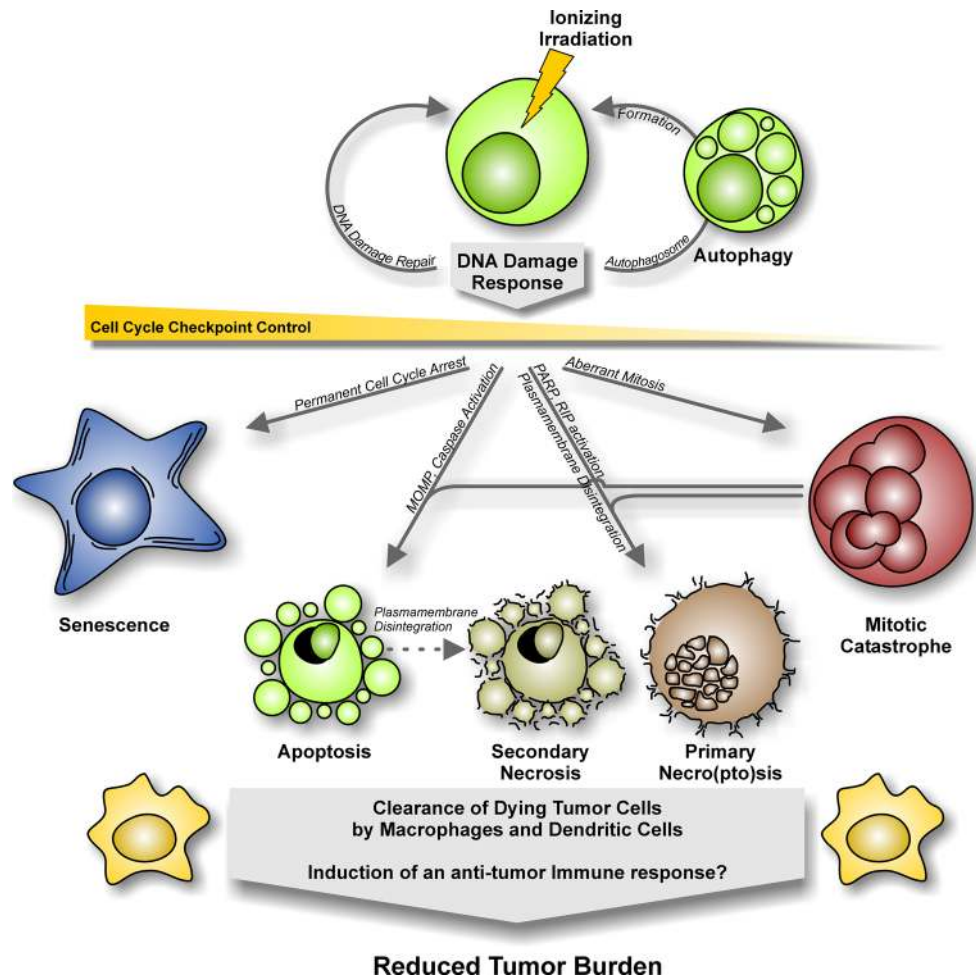 Ionizing
Irradiation
Formation
DNA Damage Repair
DNA Damage
Response
Autophagosome
Autophagy
Cell Cycle Checkpoint Control
Permanent Cell Cycle Arrest
MOMP, Caspase Activation
PARP, RIP activation
Plasmamembrane Disintegration
Aberrant Mitosis
Senescence
Mitotic
Catastrophe
Plasmamembrane
Disintegration
Apoptosis
Secondary
Necrosis
Primary
Necro(pto)sis
Clearance of Dying Tumor Cells
by Macrophages and Dendritic Cells
Induction of an anti-tumor Immune response?
Reduced Tumor Burden